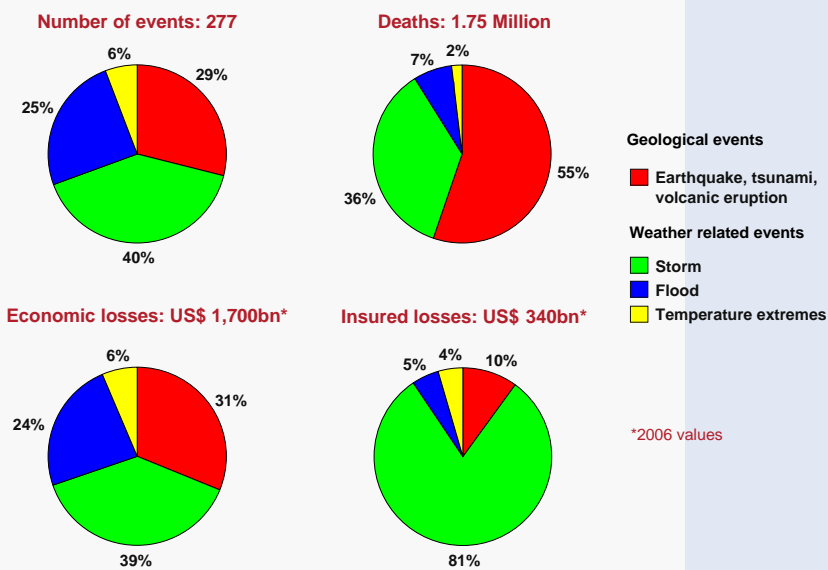 Number of events: 277
6%
29%
25%
40%
Deaths: 1.75 Million
2%
7%
55%
36%
Geological events
Earthquake, tsunami,
volcanic eruption
Weather related events
Storm
Flood
Temperature extremes
Economic losses: US$ 1,700bn*
6%
31%
24%
39%
Insured losses: US$ 340bn*
4%
5%
10%
81%
*2006 values